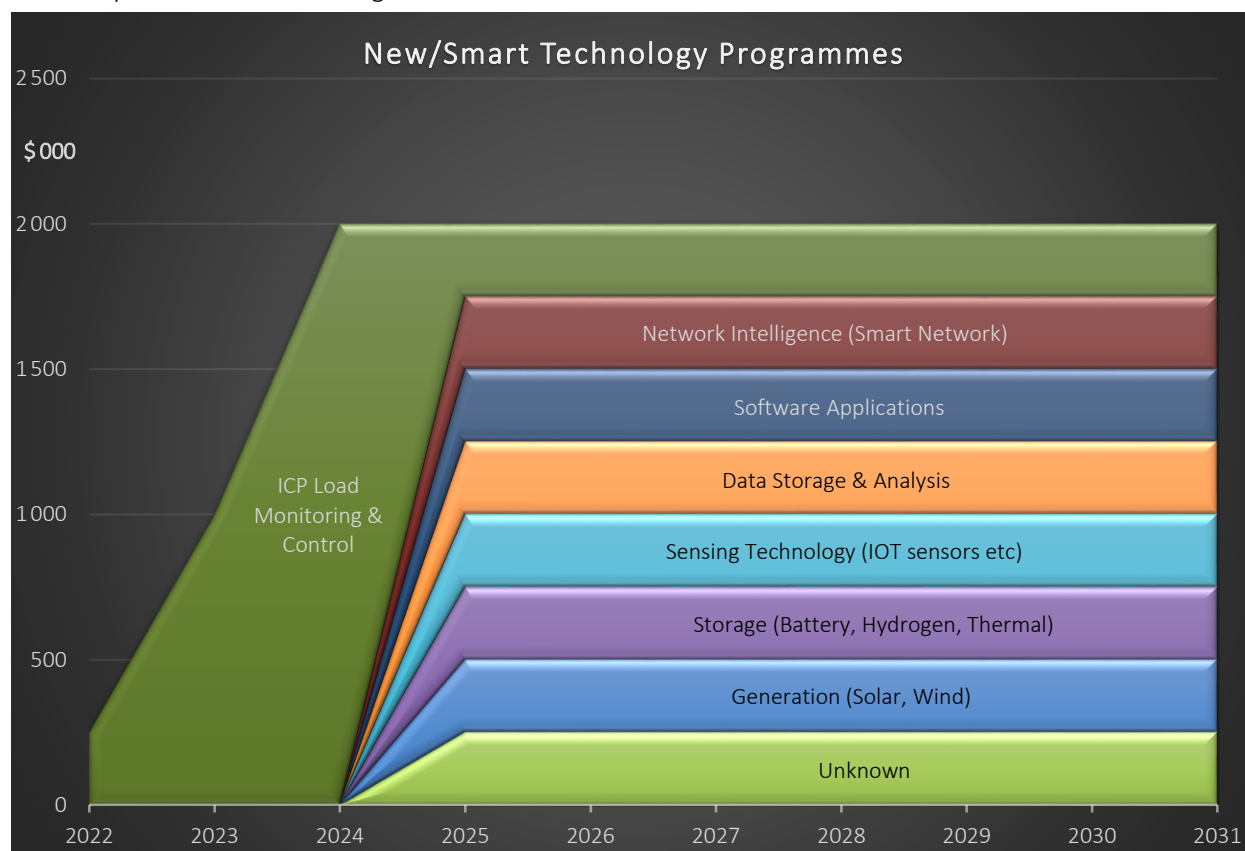 New/Smart Technology Programmes
2 500
$ 000
2 000
Network Intelligence (Smart Network)
1 500
Software Applications
Data Storage & Analysis
ICP Load
Monitoring &
Control
1 000
Sensing Technology (IOT sensors etc)
Storage (Battery, Hydrogen, Thermal)
500
Generation (Solar, Wind)
Unknown
0
2022 2023 2024 2025 2026 2027 2028 2029 2030 2031